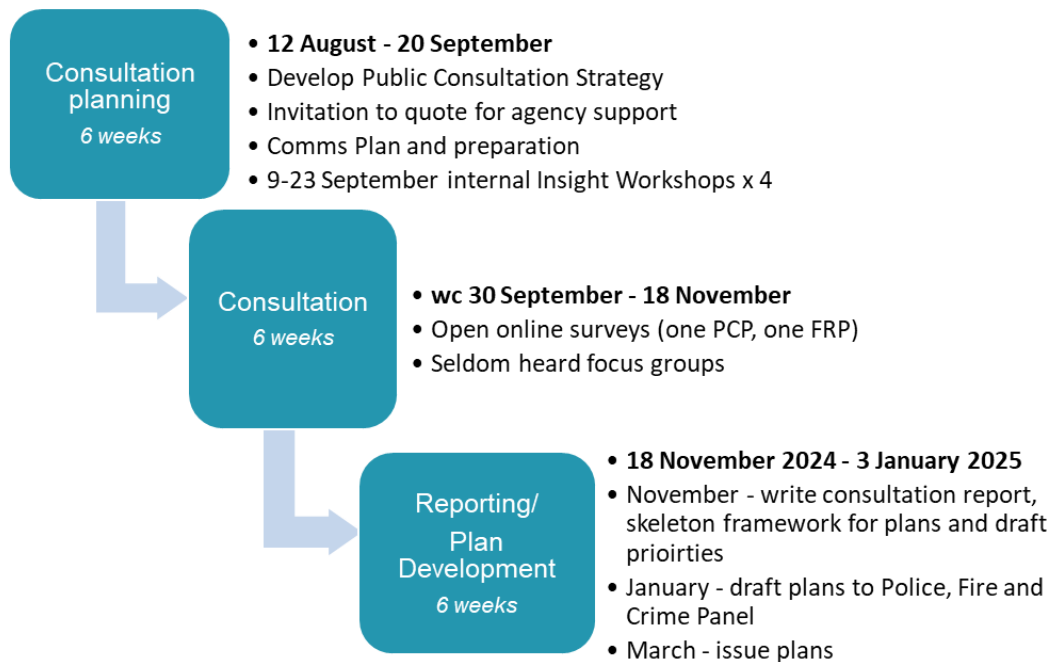 Consultation
planning
6 weeks
• 12 August - 20 September
• Develop Public Consultation Strategy
• Invitation to quote for agency support
• Comms Plan and preparation
• 9-23 September internal Insight Workshops x 4
Consultation
6 weeks
• wc 30 September - 18 November
• Open online surveys (one PCP, one FRP)
• Seldom heard focus groups
Reporting/
Plan
Development
6 weeks
• 18 November 2024 - 3 January 2025
• November - write consultation report,
skeleton framework for plans and draft
prioirties
• January - draft plans to Police, Fire and
Crime Panel
• March - issue plans